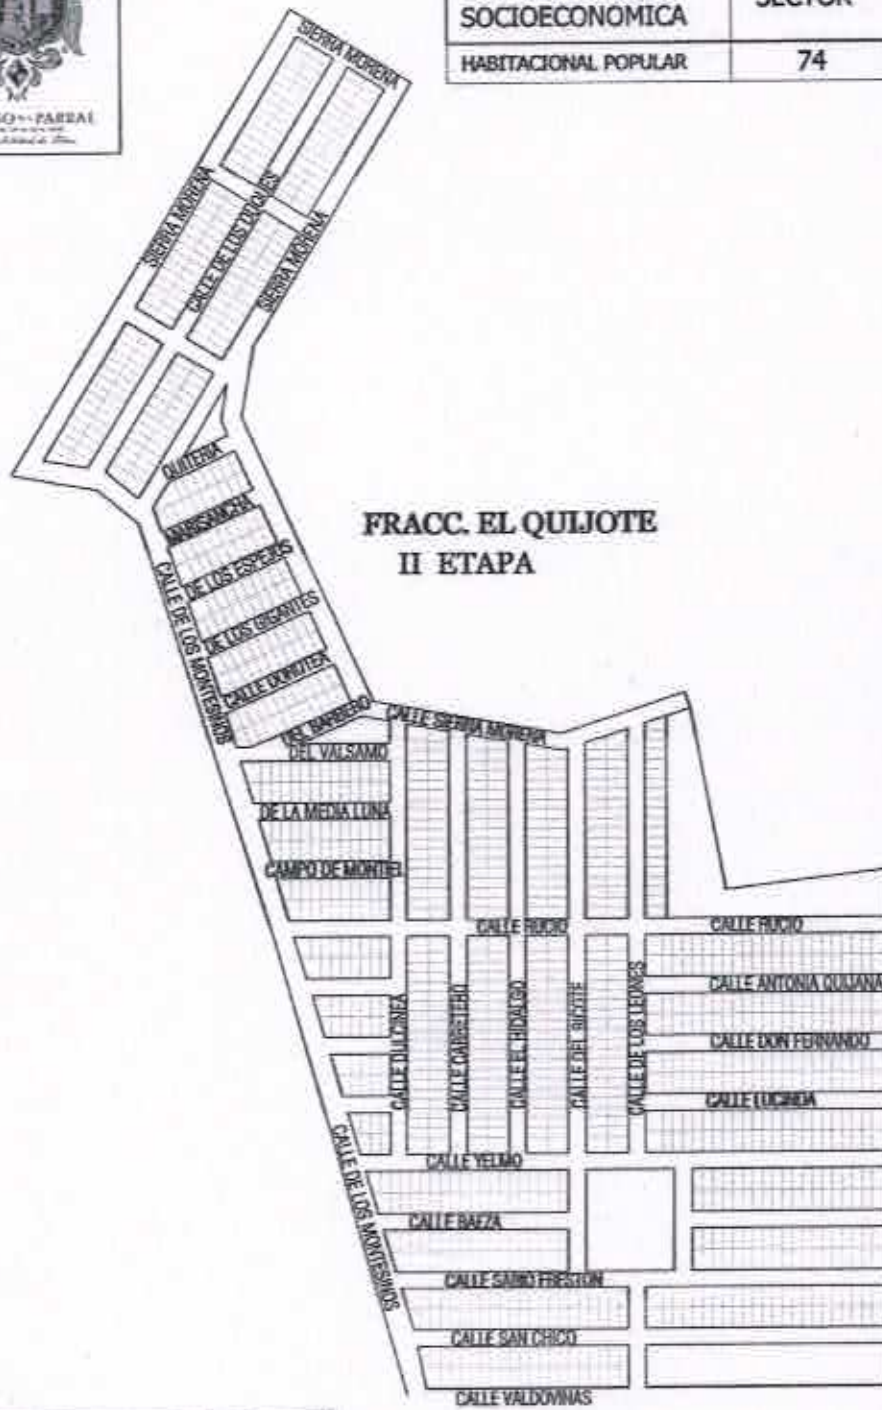 SOCIOECONOMICA
SECTOR
HABITACIONAL POPULAR
74
SIERRA MORENA
SIERRA MORENA
CALLE DE LOS DUQUES
SIERRA MORENA
QUITERIA
MARISANCHA
DE LOS ESPEJOS
DE LOS GIGANTES
CALLE DOROTEA
DEL BARBERO
CALLE DE LOS MONTESINOS
FRACC. EL QUIJOTE
II ETAPA
CALLE SIERRA MORENA
DEL VALSAMO
DE LA MEDIA LUNA
CAMPO DE MONTIEL
CALLE RUCIO
CALLE RUCIO
CALLE ANTONIA QUIJANA
CALLE DON FERNANDO
CALLE LUCINDA
CALLE DULCINEA
CALLE CARRETERO
CALLE EL HIDALGO
CALLE DEL RICOTE
CALLE DE LOS LEONES
CALLE YELMO
CALLE BAEZA
CALLE DE LOS MONTESINOS
CALLE SABIO FRESTON
CALLE SAN CHICO
CALLE VALDOVINAS